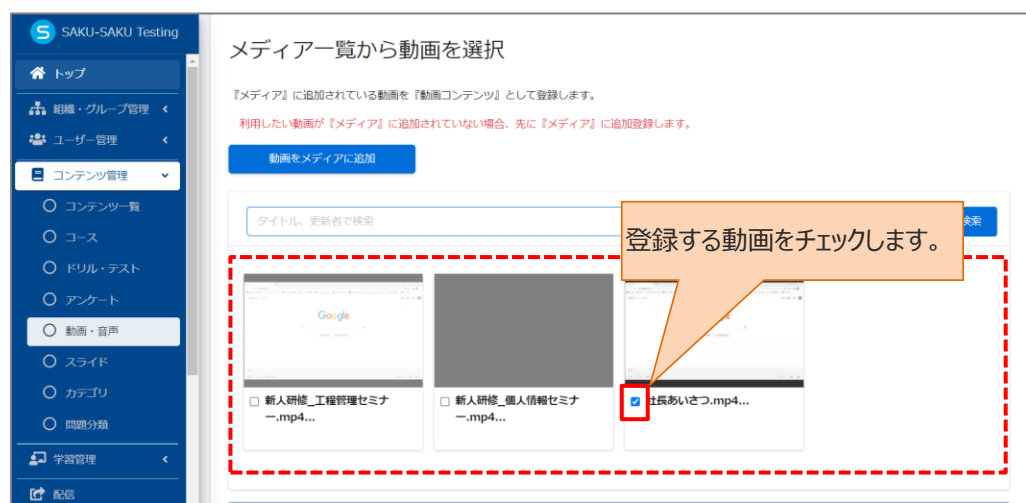 SAKU-SAKU Testing
トップ
組織・グループ管理
ユーザー管理
コンテンツ管理
コンテンツ一覧
コース
ドリル・テスト
アンケート
動画・音声
スライド
カテゴリ
問題分類
学習管理
配信
メディア一覧から動画を選択
『メディア』に追加されている動画を『動画コンテンツ』として登録します。
利用したい動画が『メディア』に追加されていない場合、先に『メディア』に追加登録します。
動画をメディアに追加
タイトル、更新者で検索
検索
登録する動画をチェックします。
Google
新人研修_工程管理セミナ
ー.mp4...
新人研修_個人情報セミナ
ー.mp4...
社長あいさつ.mp4...